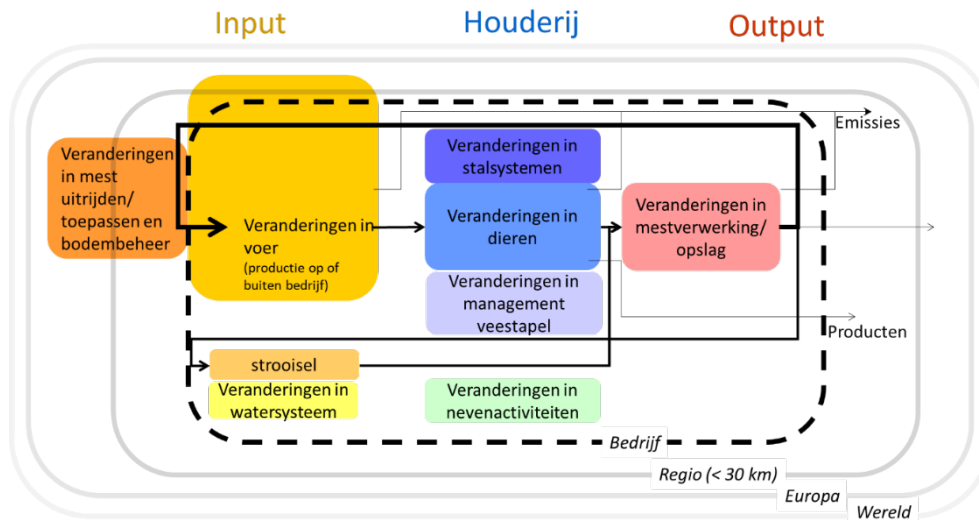 Input
Houderij
Output
Emissies
Veranderingen
in mest
uitrijden/
toepassen en
bodembeheer
Veranderingen in
stalsystemen
Veranderingen in
voer
(productie op of
buiten bedrijf)
Veranderingen in
dieren
Veranderingen in
mestverwerking/
opslag
Veranderingen in
management
veestapel
Producten
strooisel
Veranderingen in
watersysteem
Veranderingen in
nevenactiviteiten
Bedrijf
Regio (< 30 km)
Europa
Wereld